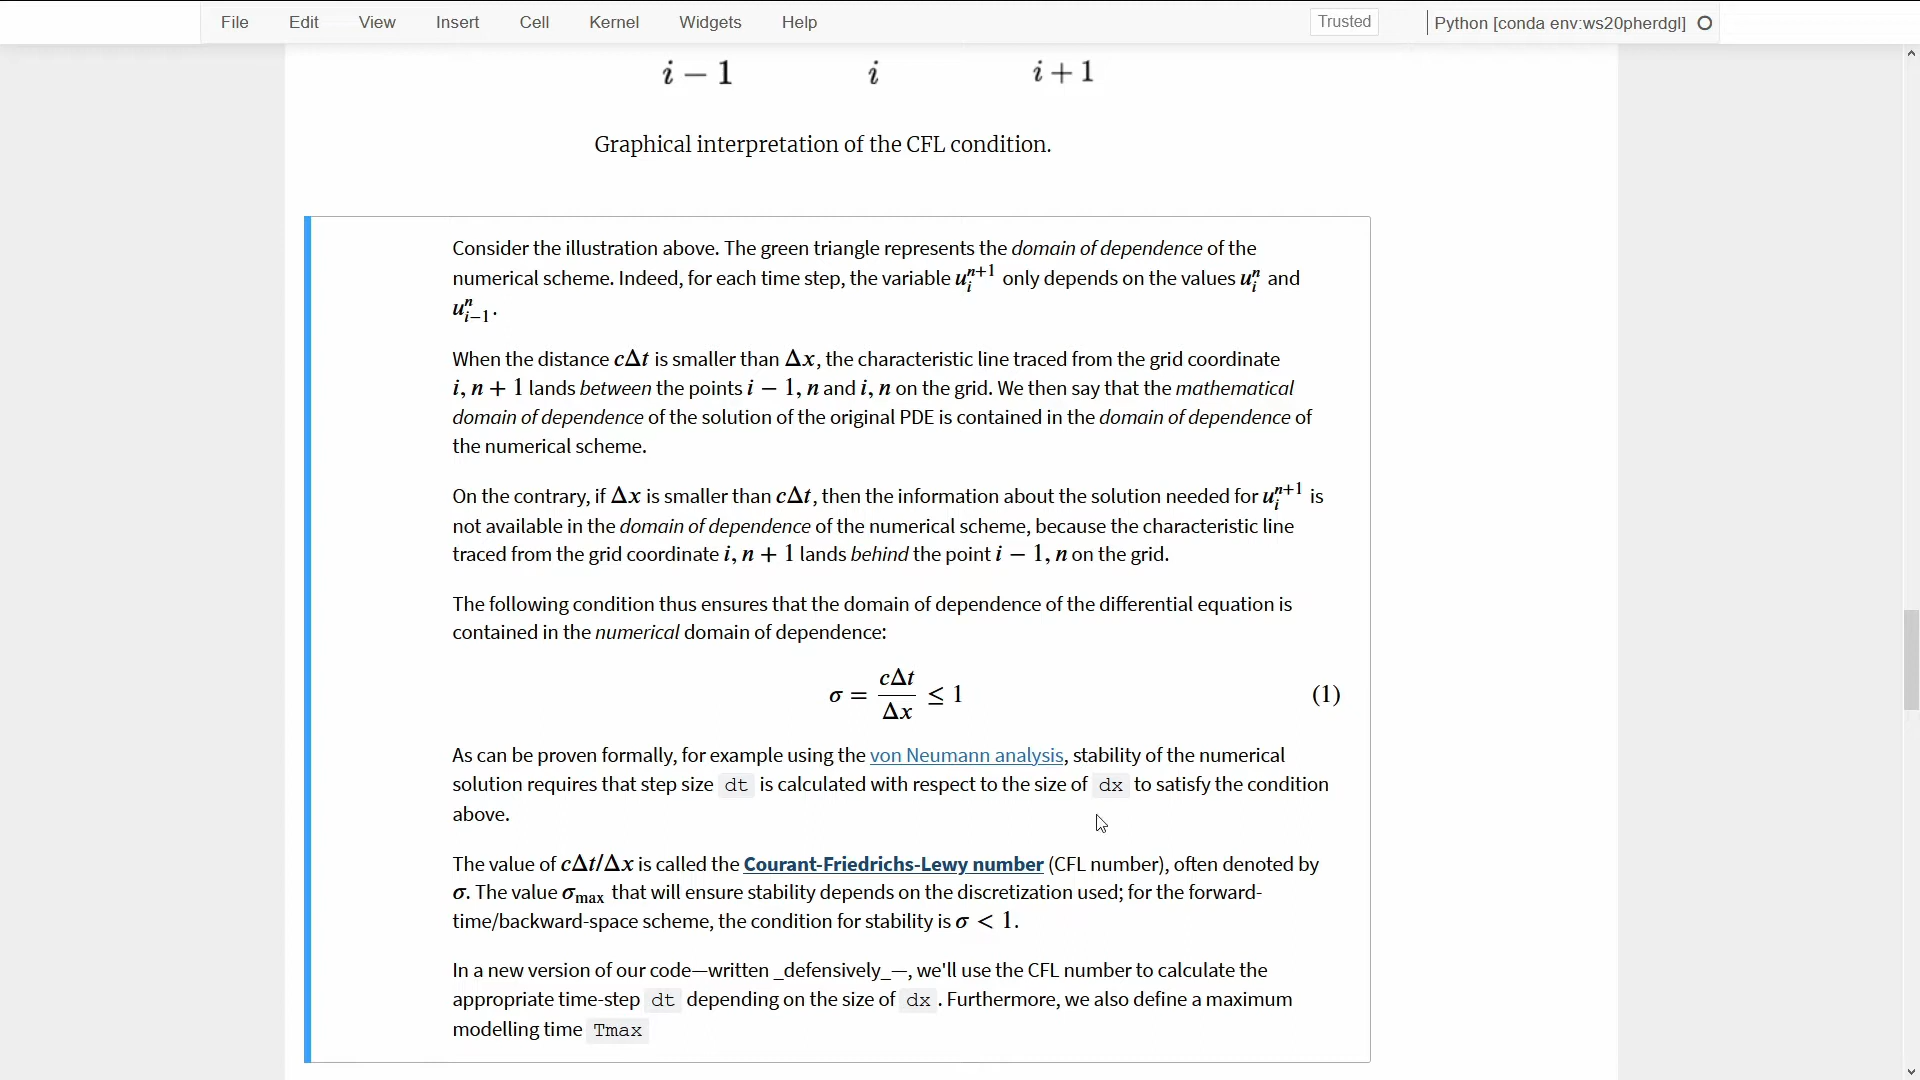 File Edit View Insert Cell Kernel Widgets Help Trusted Python [conda env:ws20pherdgl]
i − 1 i i + 1
Graphical interpretation of the CFL condition.
Consider the illustration above. The green triangle represents the domain of dependence of the
numerical scheme. Indeed, for each time step, the variable u_i^{n+1} only depends on the values u_i^n and
u_{i−1}^n.
When the distance cΔt is smaller than Δx, the characteristic line traced from the grid coordinate
i, n + 1 lands between the points i − 1, n and i, n on the grid. We then say that the mathematical
domain of dependence of the solution of the original PDE is contained in the domain of dependence of
the numerical scheme.
On the contrary, if Δx is smaller than cΔt, then the information about the solution needed for u_i^{n+1} is
not available in the domain of dependence of the numerical scheme, because the characteristic line
traced from the grid coordinate i, n + 1 lands behind the point i − 1, n on the grid.
The following condition thus ensures that the domain of dependence of the differential equation is
contained in the numerical domain of dependence:
σ = cΔt/Δx ≤ 1 (1)
As can be proven formally, for example using the von Neumann analysis, stability of the numerical
solution requires that step size dt is calculated with respect to the size of dx to satisfy the condition
above.
The value of cΔt/Δx is called the Courant-Friedrichs-Lewy number (CFL number), often denoted by
σ. The value σ_max that will ensure stability depends on the discretization used; for the forward-
time/backward-space scheme, the condition for stability is σ < 1.
In a new version of our code—written _defensively_—, we'll use the CFL number to calculate the
appropriate time-step dt depending on the size of dx . Furthermore, we also define a maximum
modelling time Tmax